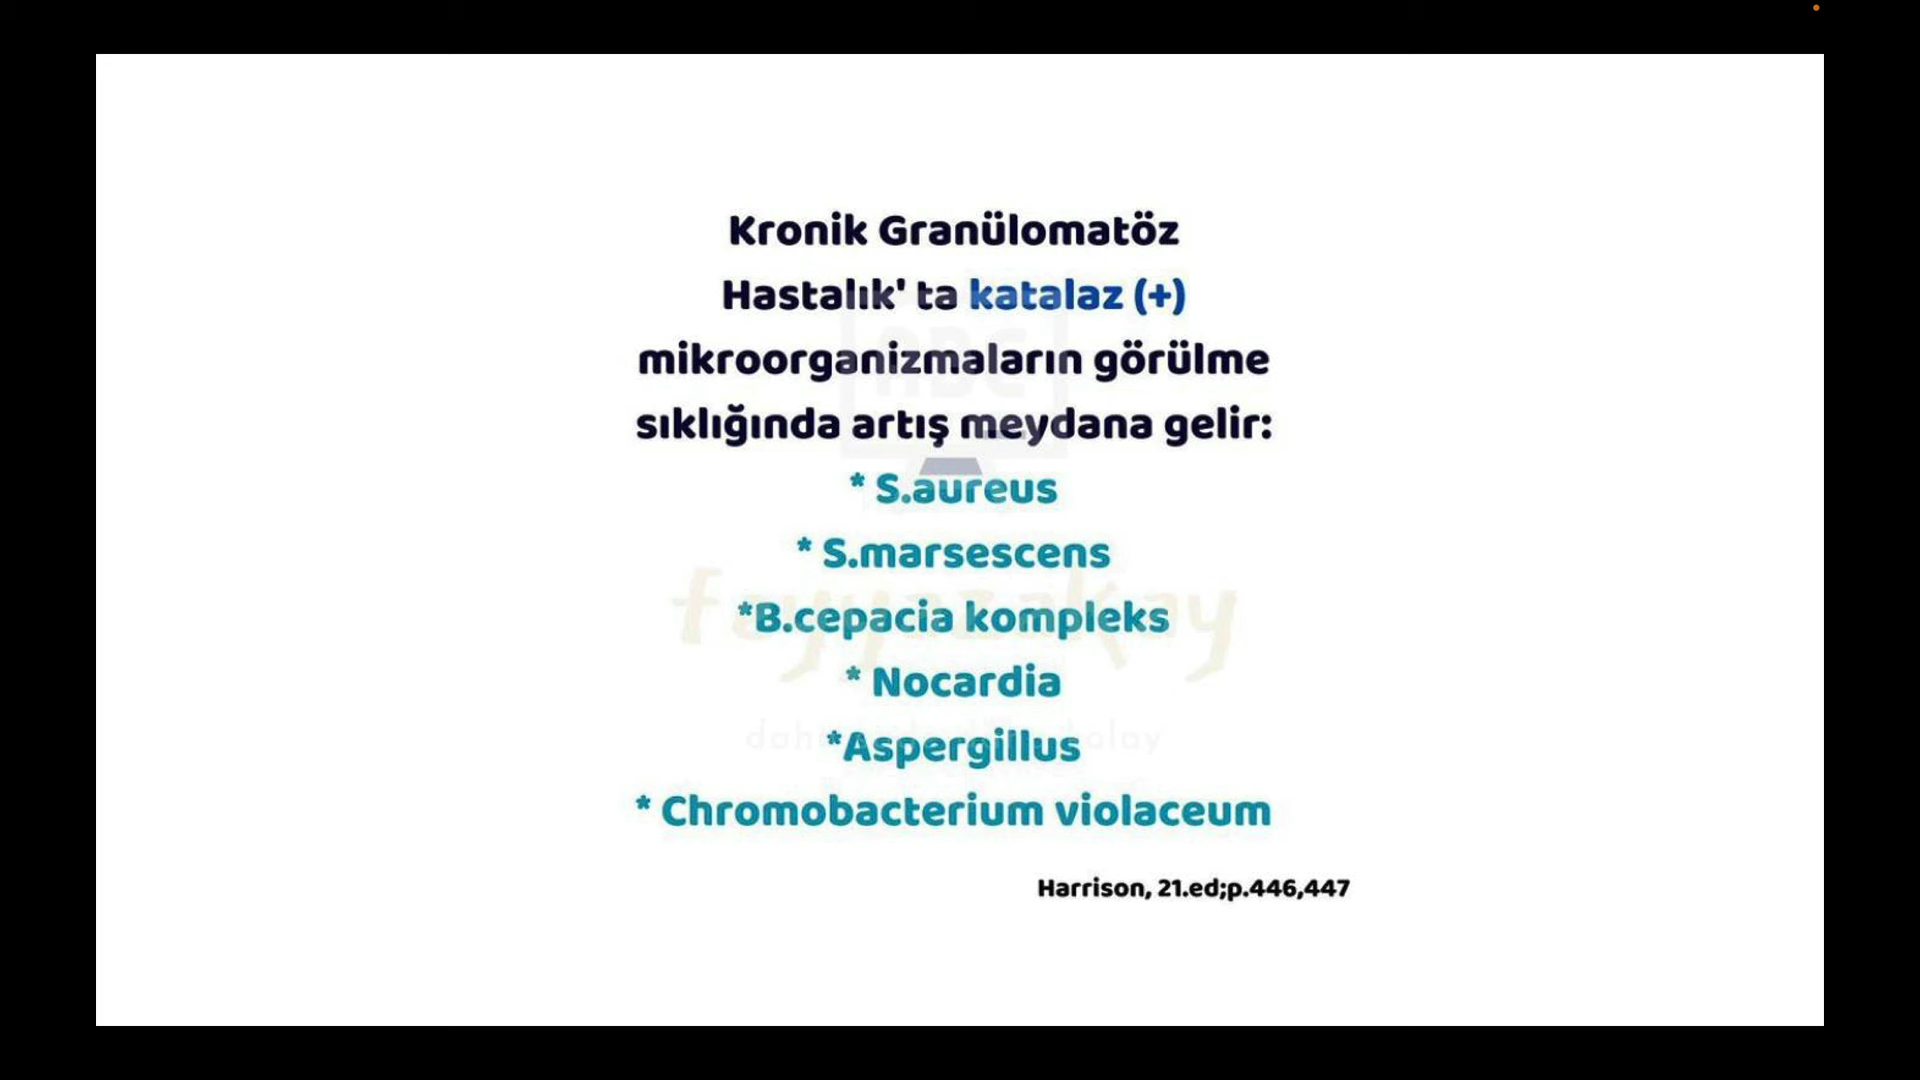 Kronik Granülomatöz
Hastalık' ta katalaz (+)
mikroorganizmaların görülme
sıklığında artış meydana gelir:
* S.aureus
* S.marsescens
*B.cepacia kompleks
* Nocardia
*Aspergillus
* Chromobacterium violaceum
Harrison, 21.ed;p.446,447
ABC